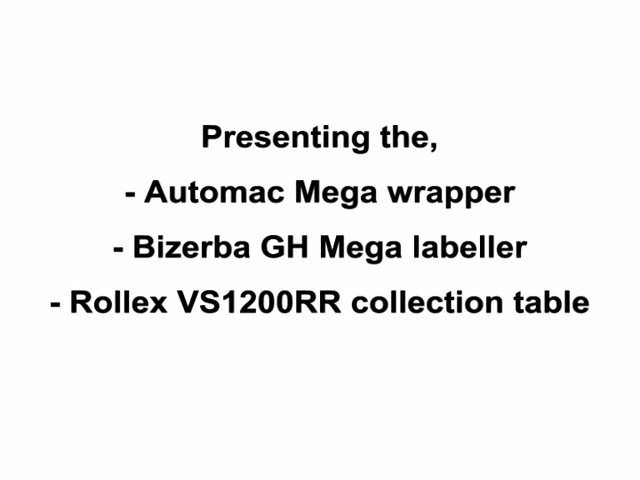 Presenting the,
- Automac Mega wrapper
- Bizerba GH Mega labeller
- Rollex VS1200RR collection table